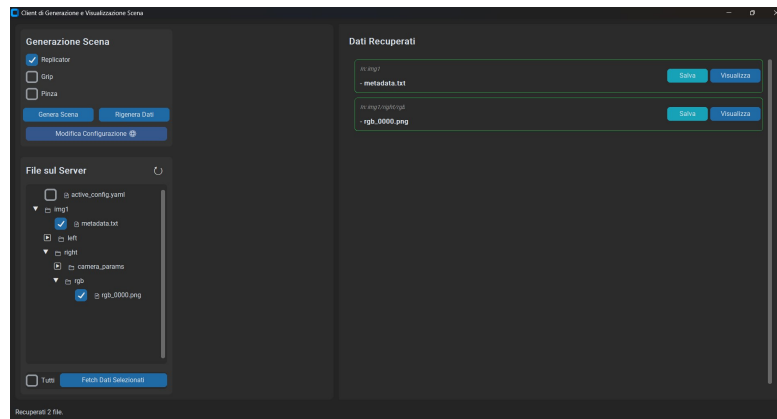 Client di Generazione e Visualizzazione Scena
Generazione Scena
Replicator
Grip
Pinza
Genera Scena
Rigenera Dati
Modifica Configurazione
File sul Server
active_config.yaml
img1
metadata.txt
left
right
camera_params
rgb
rgb_0000.png
Tutti
Fetch Dati Selezionati
Recuperati 2 file.
Dati Recuperati
In: img1
- metadata.txt
Salva
Visualizza
In: img1/right/rgb
- rgb_0000.png
Salva
Visualizza